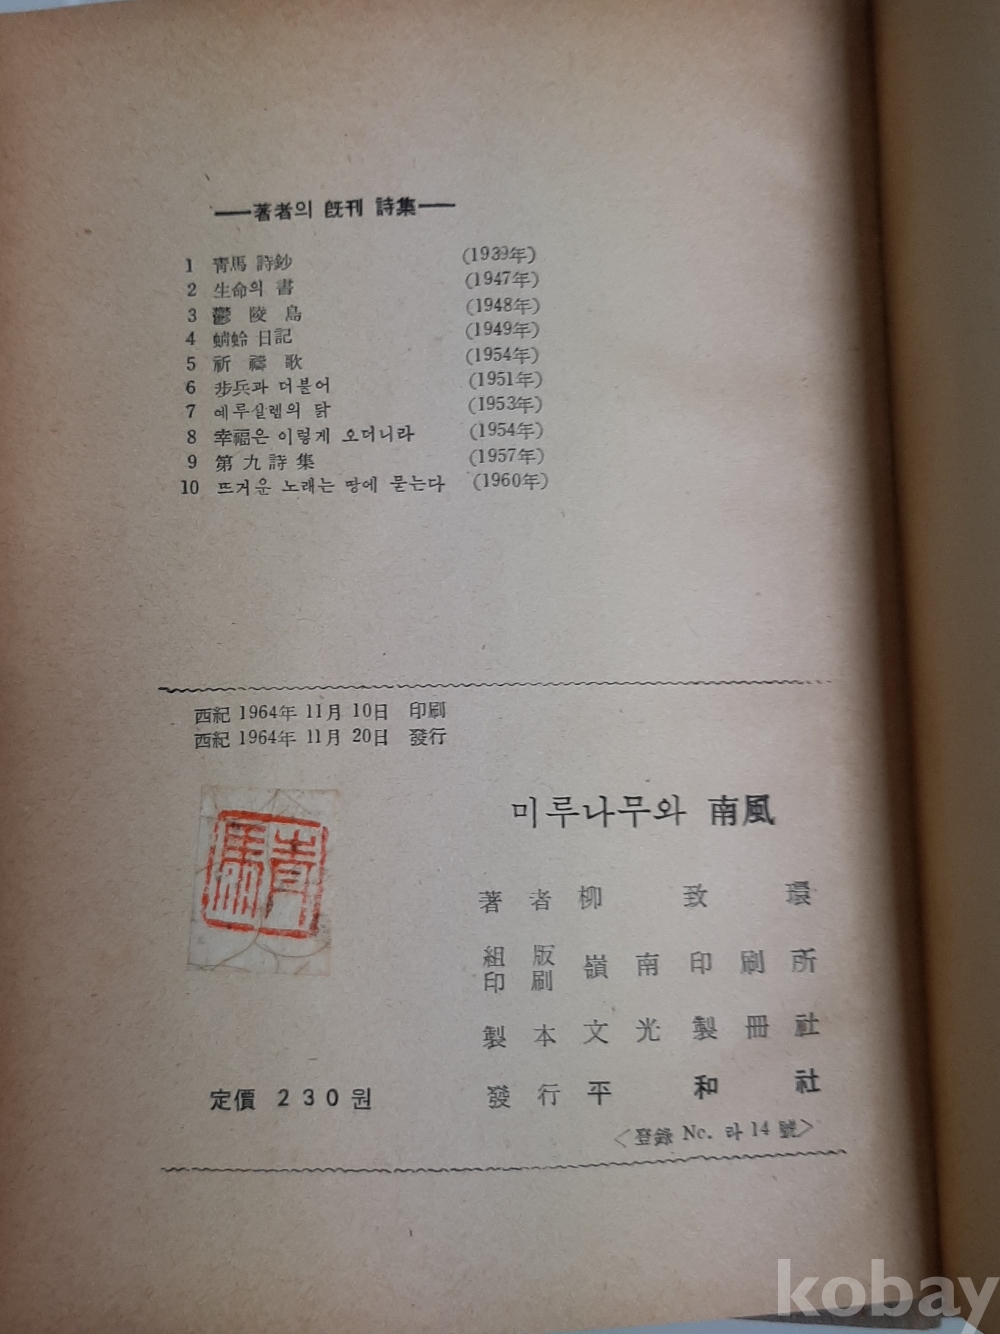 著者의 旣刊 詩集
1 靑馬 詩鈔 (1939年)
2 生命의 書 (1947年)
3 鬱陵島 (1948年)
4 蜻蛉 日記 (1949年)
5 祈禱歌 (1954年)
6 步兵과 더불어 (1951年)
7 예루살렘의 닭 (1953年)
8 幸福은 이렇게 오더니라 (1954年)
9 第九詩集 (1957年)
10 뜨거운 노래는 땅에 묻는다 (1960年)
西紀 1964年 11月 10日 印刷
西紀 1964年 11月 20日 發行
靑馬
미루나무와 南風
著者 柳致環
組版 印刷 嶺南印刷所
製本 文光製冊社
定價 230원
發行 平和社
<登錄 No. 라 14 號>
kobay